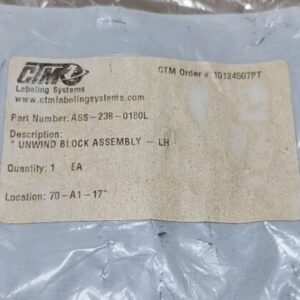 CTM
Labeling Systems
www.ctmlabelingsystems.com
CTM Order #: 10124507PT
Part Number: ASS-238-0180L
Description:
" UNWIND BLOCK ASSEMBLY - LH
Quantity: 1 EA
Location: 70-A1-17"